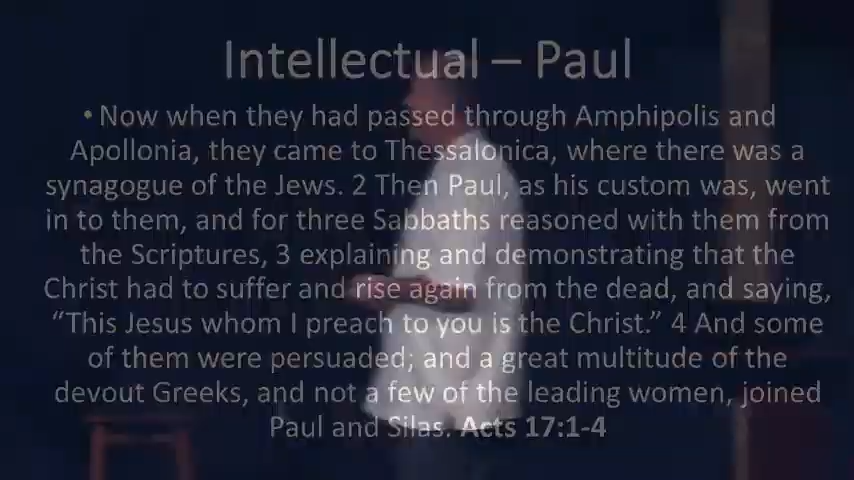 Intellectual – Paul
• Now when they had passed through Amphipolis and
Apollonia, they came to Thessalonica, where there was a
synagogue of the Jews. 2 Then Paul, as his custom was, went
in to them, and for three Sabbaths reasoned with them from
the Scriptures, 3 explaining and demonstrating that the
Christ had to suffer and rise again from the dead, and saying,
“This Jesus whom I preach to you is the Christ.” 4 And some
of them were persuaded; and a great multitude of the
devout Greeks, and not a few of the leading women, joined
Paul and Silas. Acts 17:1-4